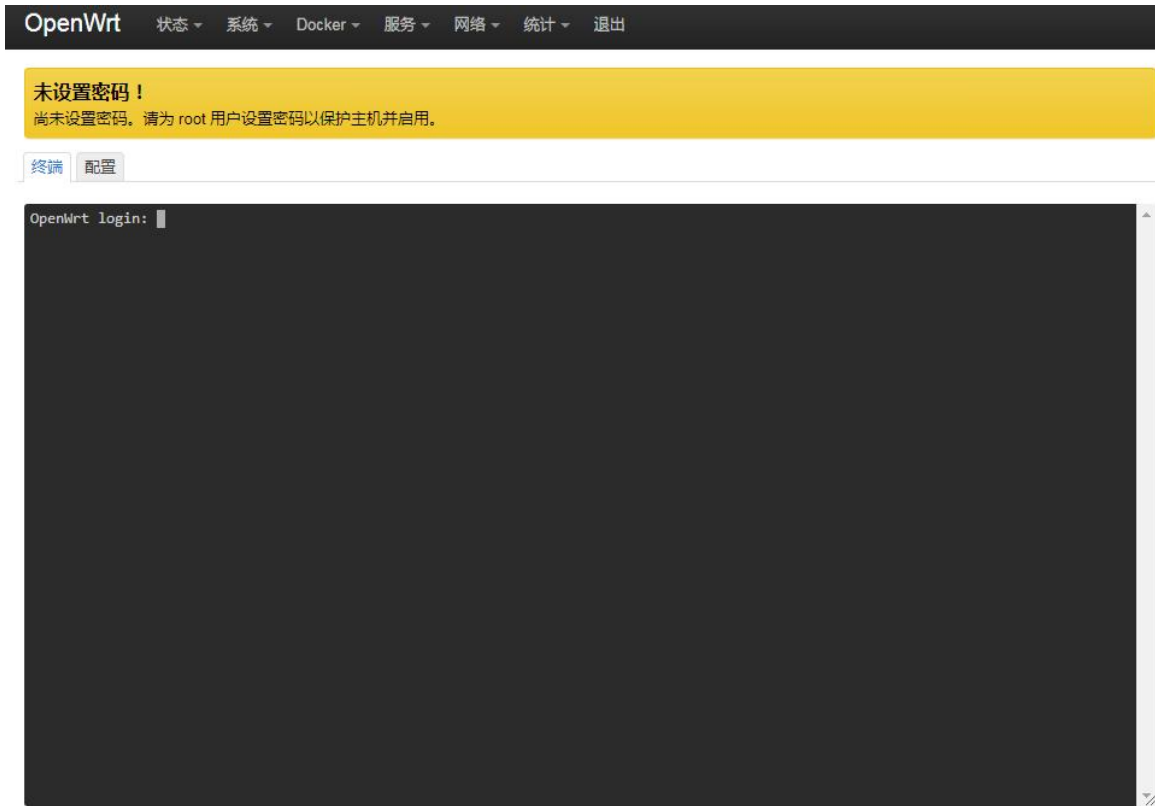 OpenWrt 状态 系统 Docker 服务 网络 统计 退出
未设置密码！
尚未设置密码。请为 root 用户设置密码以保护主机并启用。
终端 配置
OpenWrt login: